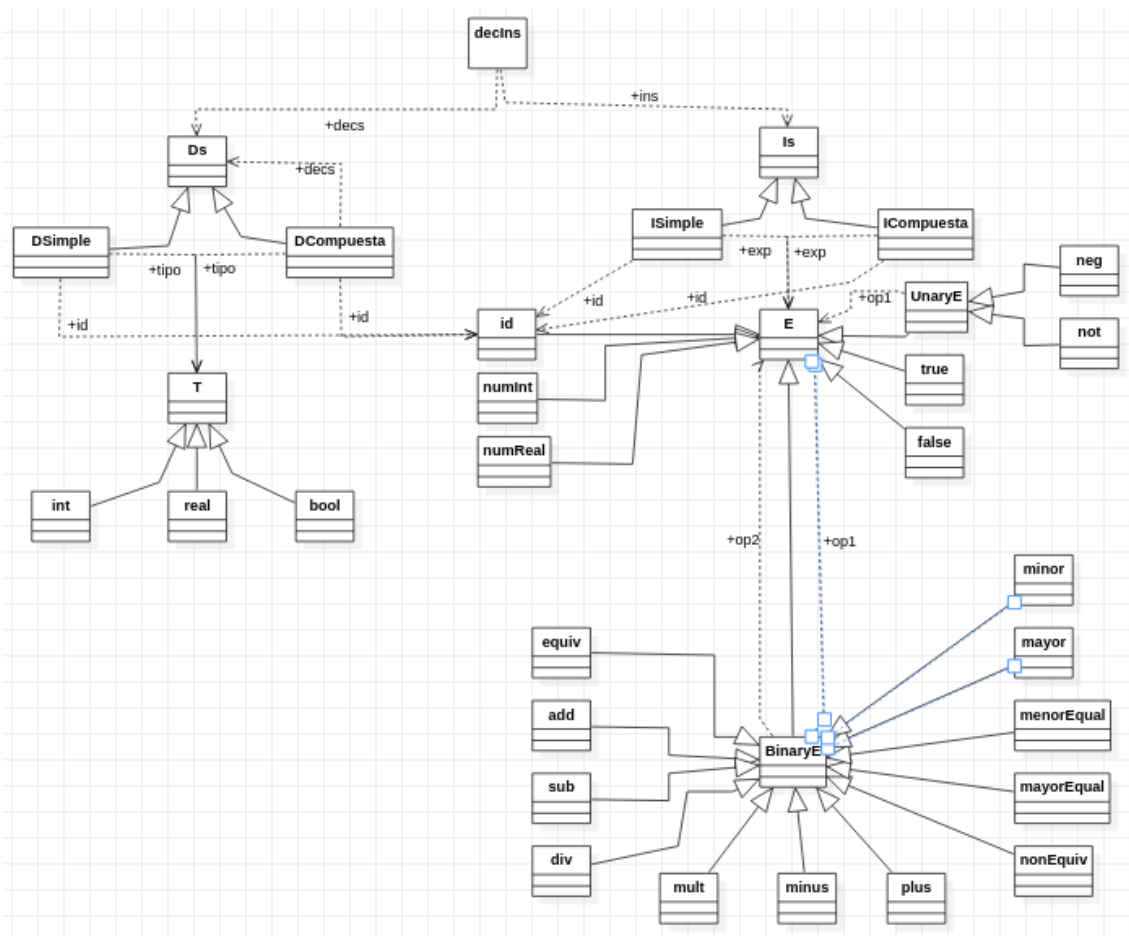 decIns
+ins
+decs
Ds
Is
+decs
ISimple
ICompuesta
DSimple
DCompuesta
+exp
+exp
neg
+tipo
+tipo
UnaryE
+id
+id
+op1
+id
+id
id
E
not
true
T
numInt
false
numReal
int
real
bool
+op2
+op1
minor
equiv
mayor
add
menorEqual
BinaryE
sub
mayorEqual
div
nonEquiv
mult
minus
plus